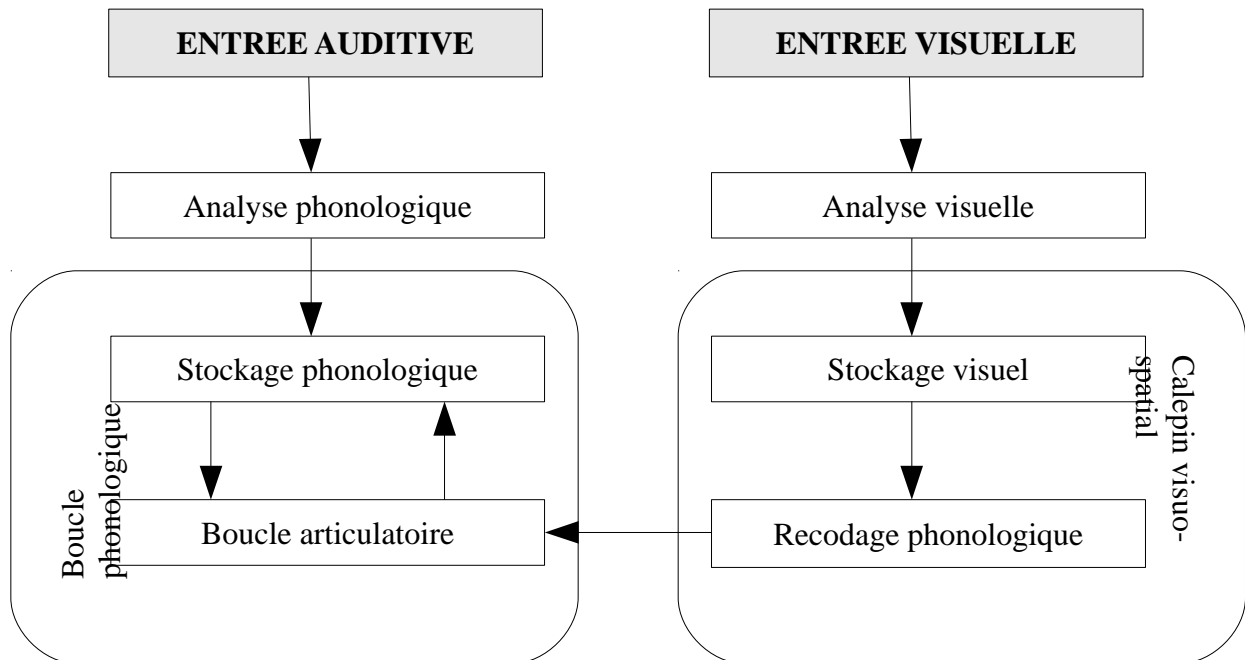 ENTREE AUDITIVE
ENTREE VISUELLE
Analyse phonologique
Analyse visuelle
Stockage phonologique
Stockage visuel
Boucle articulatoire
Recodage phonologique
Boucle
phonologique
Calepin visuo-
spatial